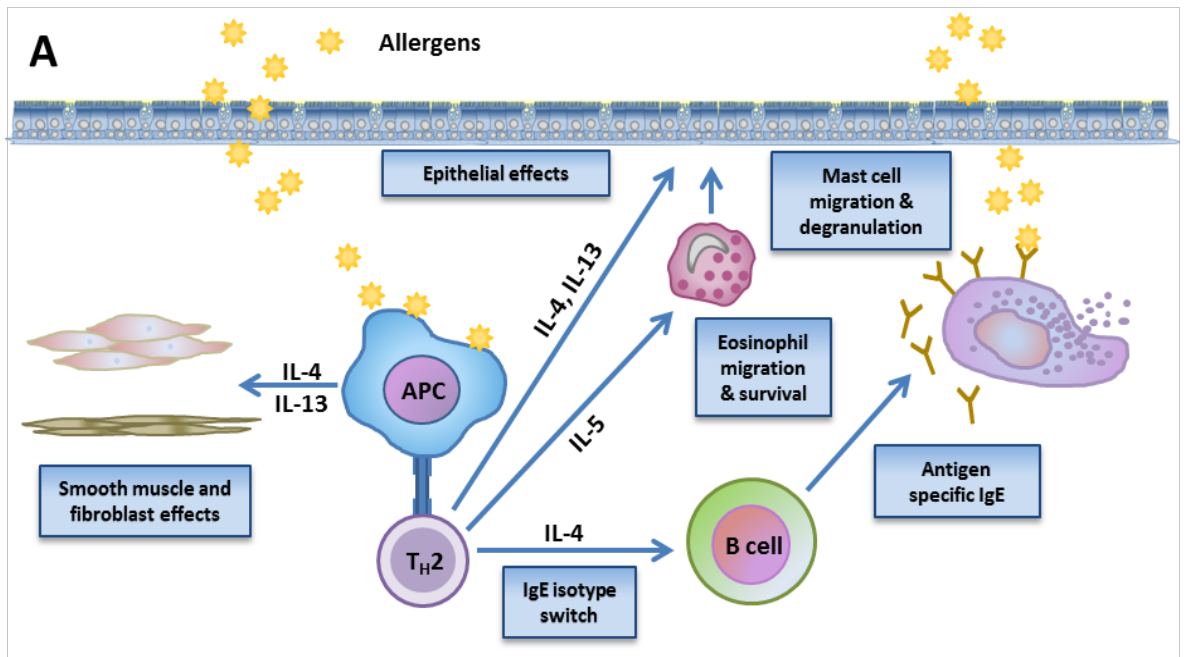 A
Allergens
Epithelial effects
Mast cell
migration &
degranulation
IL-4, IL-13
Eosinophil
migration
& survival
IL-5
APC
IL-4
IL-13
Smooth muscle and
fibroblast effects
Antigen
specific IgE
TH2
IL-4
B cell
IgE isotype
switch